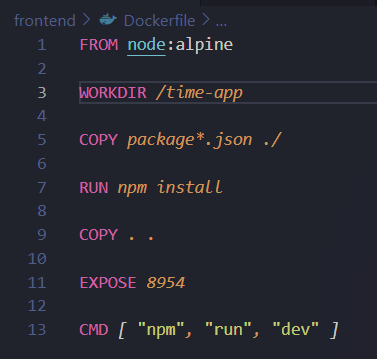 frontend > Dockerfile > ...
1 FROM node:alpine
2
3 WORKDIR /time-app
4
5 COPY package*.json ./
6
7 RUN npm install
8
9 COPY . .
10
11 EXPOSE 8954
12
13 CMD [ "npm", "run", "dev" ]